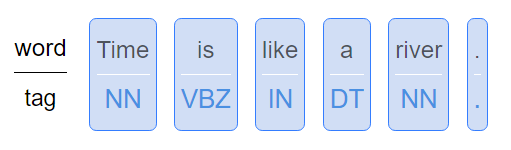 word Time is like a river .
tag NN VBZ IN DT NN .